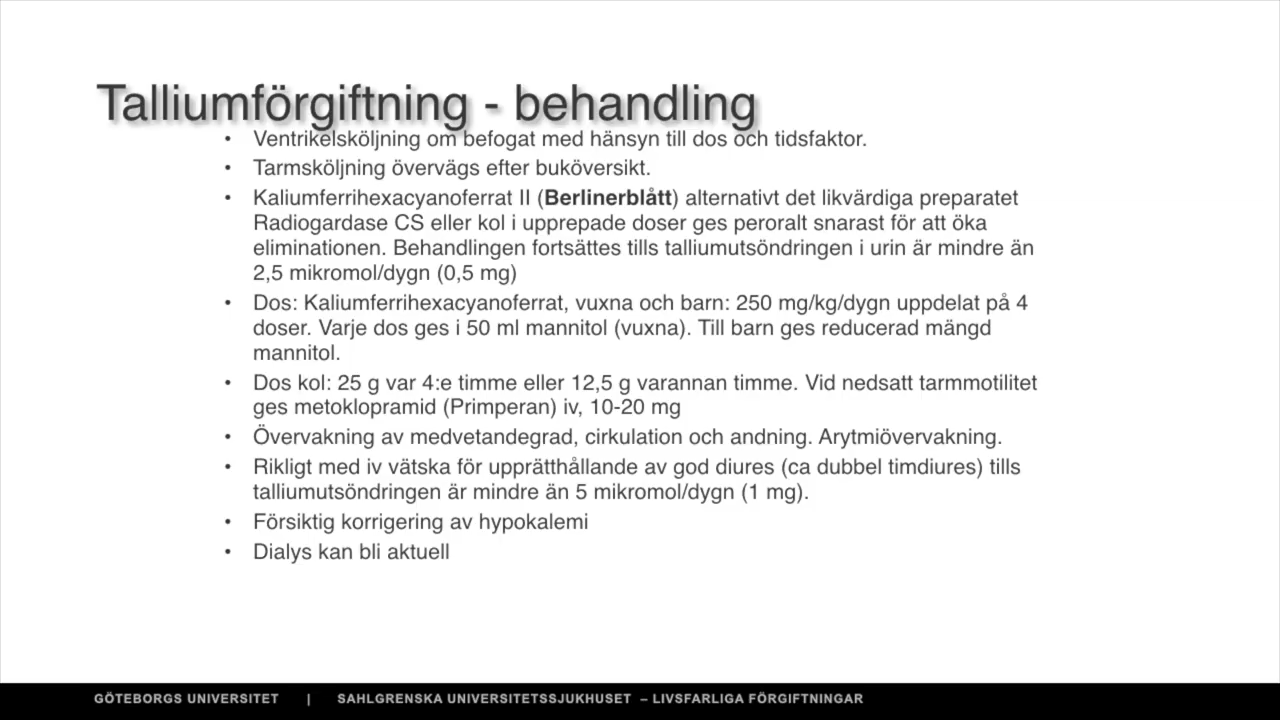 Talliumförgiftning - behandling
• Ventrikelsköljning om befogat med hänsyn till dos och tidsfaktor.
• Tarmsköljning övervägs efter buköversikt.
• Kaliumferrihexacyanoferrat II (Berlinerblått) alternativt det likvärdiga preparatet
Radiogardase CS eller kol i upprepade doser ges peroralt snarast för att öka
eliminationen. Behandlingen fortsättes tills talliumutsöndringen i urin är mindre än
2,5 mikromol/dygn (0,5 mg)
• Dos: Kaliumferrihexacyanoferrat, vuxna och barn: 250 mg/kg/dygn uppdelat på 4
doser. Varje dos ges i 50 ml mannitol (vuxna). Till barn ges reducerad mängd
mannitol.
• Dos kol: 25 g var 4:e timme eller 12,5 g varannan timme. Vid nedsatt tarmmotilitet
ges metoklopramid (Primperan) iv, 10-20 mg
• Övervakning av medvetandegrad, cirkulation och andning. Arytmiövervakning.
• Rikligt med iv vätska för upprätthållande av god diures (ca dubbel timdiures) tills
talliumutsöndringen är mindre än 5 mikromol/dygn (1 mg).
• Försiktig korrigering av hypokalemi
• Dialys kan bli aktuell
GÖTEBORGS UNIVERSITET | SAHLGRENSKA UNIVERSITETSSJUKHUSET – LIVSFARLIGA FÖRGIFTNINGAR